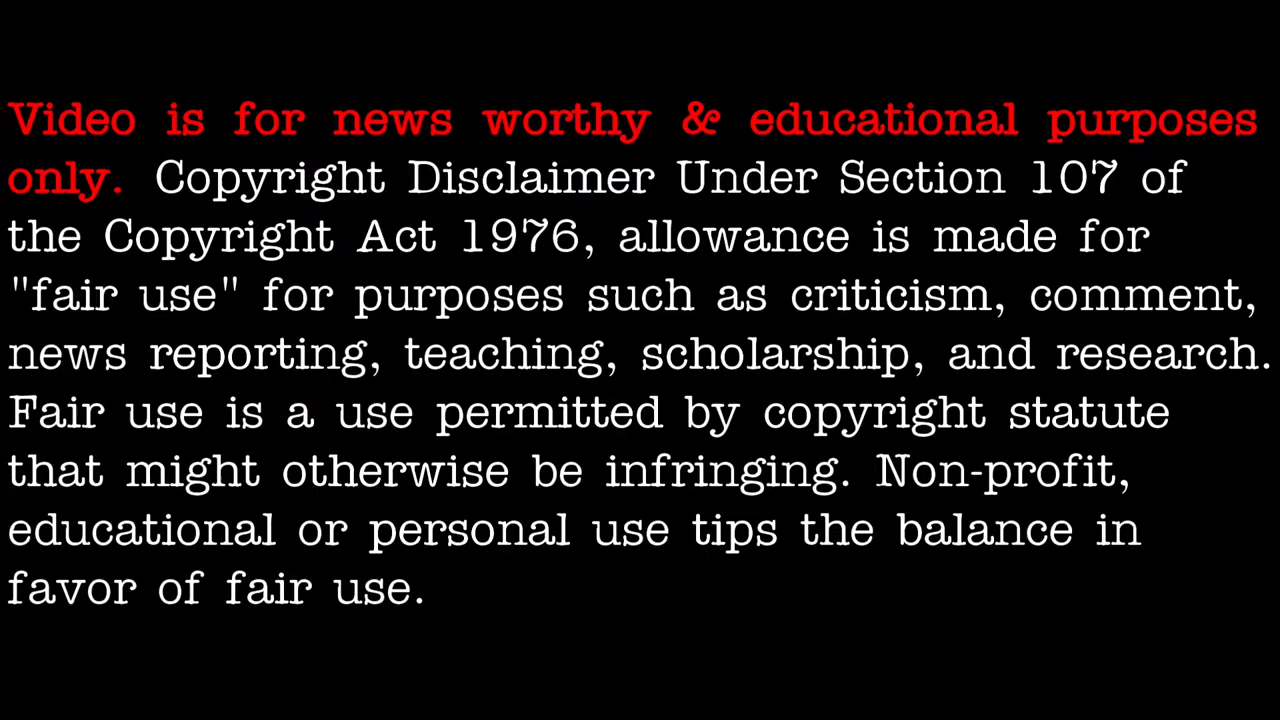 Video is for news worthy & educational purposes
only. Copyright Disclaimer Under Section 107 of
the Copyright Act 1976, allowance is made for
"fair use" for purposes such as criticism, comment,
news reporting, teaching, scholarship, and research.
Fair use is a use permitted by copyright statute
that might otherwise be infringing. Non-profit,
educational or personal use tips the balance in
favor of fair use.